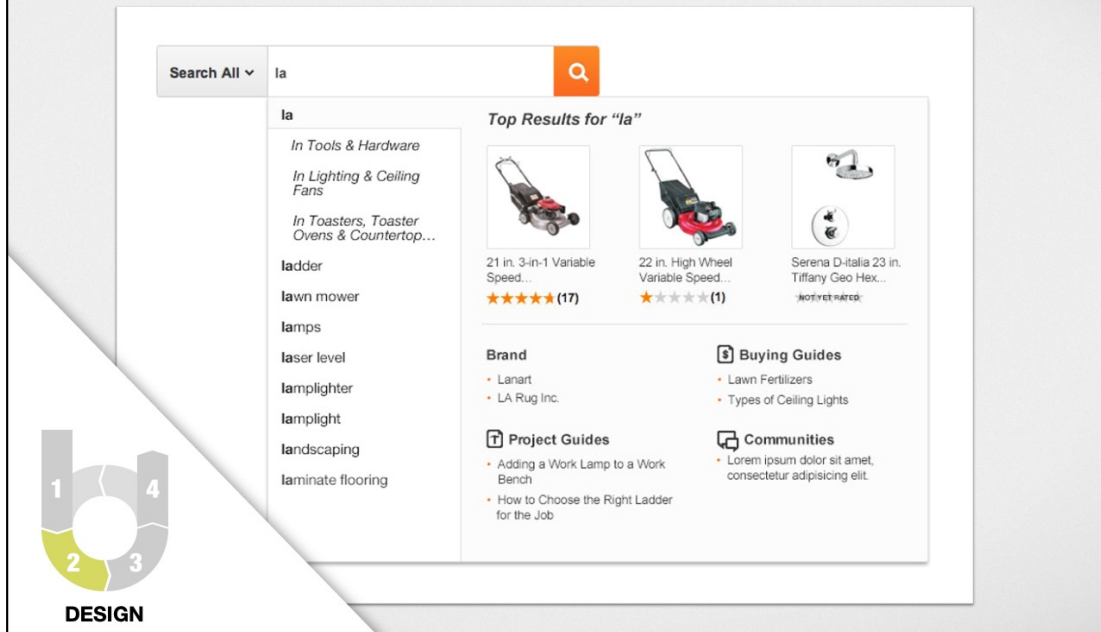 Search All
la
la
In Tools & Hardware
In Lighting & Ceiling
Fans
In Toasters, Toaster
Ovens & Countertop...
ladder
lawn mower
lamps
laser level
lamplighter
lamplight
landscaping
laminate flooring
Top Results for “la”
21 in. 3-in-1 Variable
Speed...
(17)
22 in. High Wheel
Variable Speed...
(1)
Serena D-italia 23 in.
Tiffany Geo Hex...
NOT YET RATED
Brand
• Lanart
• LA Rug Inc.
$ Buying Guides
• Lawn Fertilizers
• Types of Ceiling Lights
T Project Guides
• Adding a Work Lamp to a Work
Bench
• How to Choose the Right Ladder
for the Job
Communities
• Lorem ipsum dolor sit amet,
consectetur adipisicing elit.
1
4
2
3
DESIGN